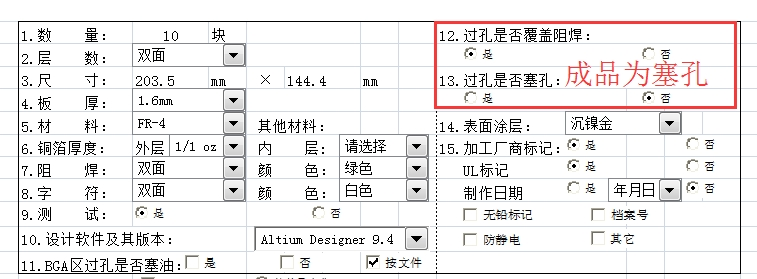 1.数 量: 10 块
2.层 数: 双面
3.尺 寸: 203.5 mm × 144.4 mm
4.板 厚: 1.6mm
5.材 料: FR-4 其他材料:
6.铜箔厚度: 外层 1/1 oz 内 层: 请选择
7.阻 焊: 双面 颜 色: 绿色
8.字 符: 双面 颜 色: 白色
9.测 试: 是 否
10.设计软件及其版本: Altium Designer 9.4
11.BGA区过孔是否塞油: 是 否 按文件
12.过孔是否覆盖阻焊:
是 否
13.过孔是否塞孔: 成品为塞孔
是 否
14.表面涂层: 沉镍金
15.加工厂商标记: 是 否
UL标记 是 否
制作日期 是 年月日 否
无铅标记 档案号
防静电 其它